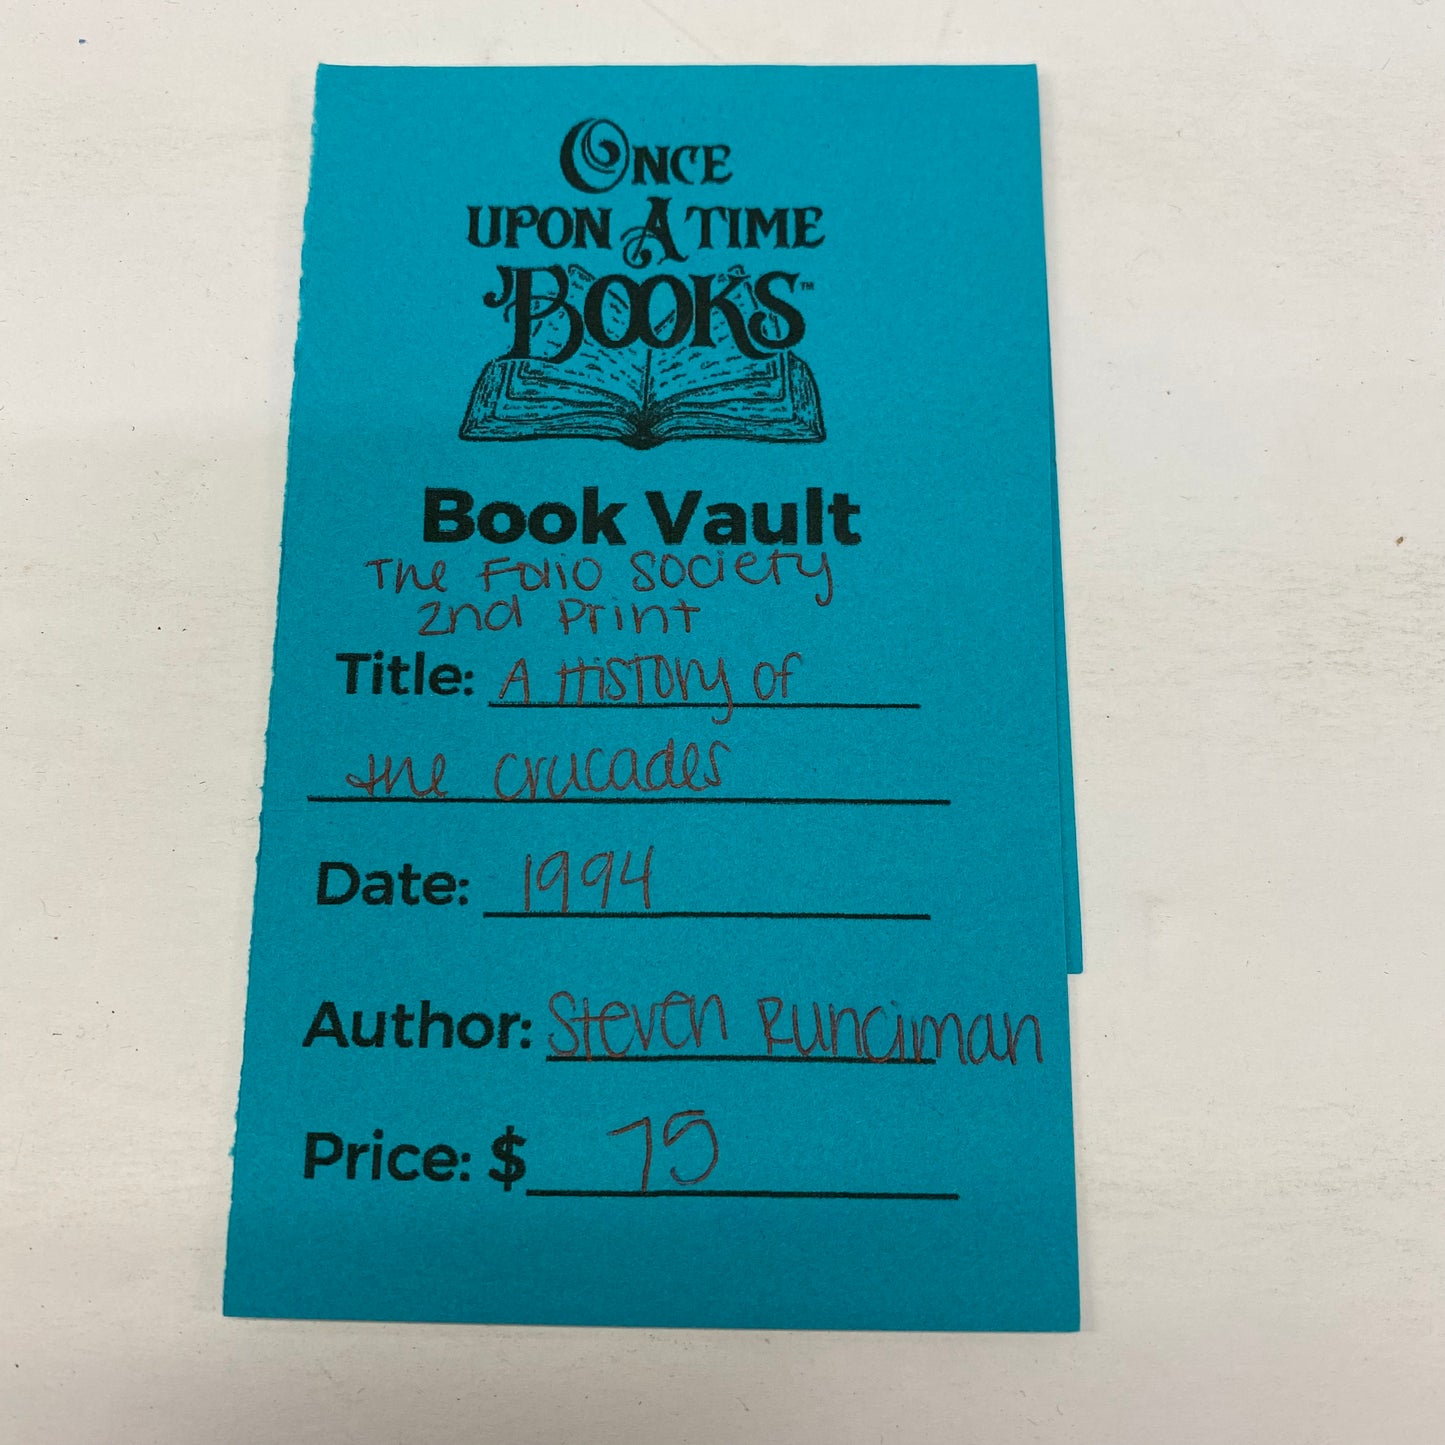 ONCE
UPON A TIME
BOOKS™
Book Vault
The Folio Society
2nd Print
Title: A History of
the crucades
Date: 1994
Author: Steven Runciman
Price: $ 75